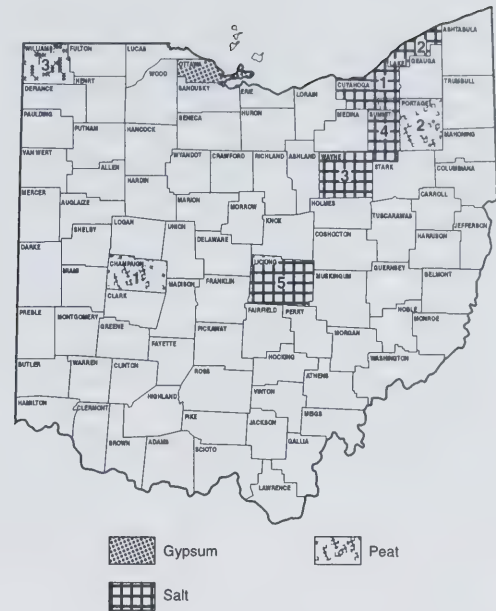 ASHTABULA
WILLIAMS FULTON LUCAS OTTAWA LAKE 2 GEAUGA
3 WOOD CUYAHOGA 1 TRUMBULL
HENRY SANDUSKY ERIE LORAIN
DEFIANCE SUMMIT PORTAGE
PAULDING SENECA HURON MEDINA 4 2 MAHONING
PUTNAM HANCOCK
VAN WERT WYANDOT CRAWFORD RICHLAND ASHLAND WAYNE STARK COLUMBIANA
ALLEN 3
MERCER HARDIN CARROLL
AUGLAIZE MARION HOLMES
MORROW TUSCARAWAS JEFFERSON
SHELBY LOGAN UNION KNOX
DELAWARE COSHOCTON HARRISON
DARKE
CHAMPAIGN LICKING
MIAMI 1 5 GUERNSEY BELMONT
CLARK MADISON FRANKLIN MUSKINGUM
PREBLE MONTGOMERY FAIRFIELD PERRY NOBLE MONROE
GREENE PICKAWAY MORGAN
FAYETTE WASHINGTON
BUTLER WARREN CLINTON HOCKING
ROSS ATHENS
HAMILTON CLERMONT HIGHLAND VINTON
PIKE MEIGS
JACKSON
BROWN ADAMS SCIOTO GALLIA
LAWRENCE
Gypsum Peat
Salt